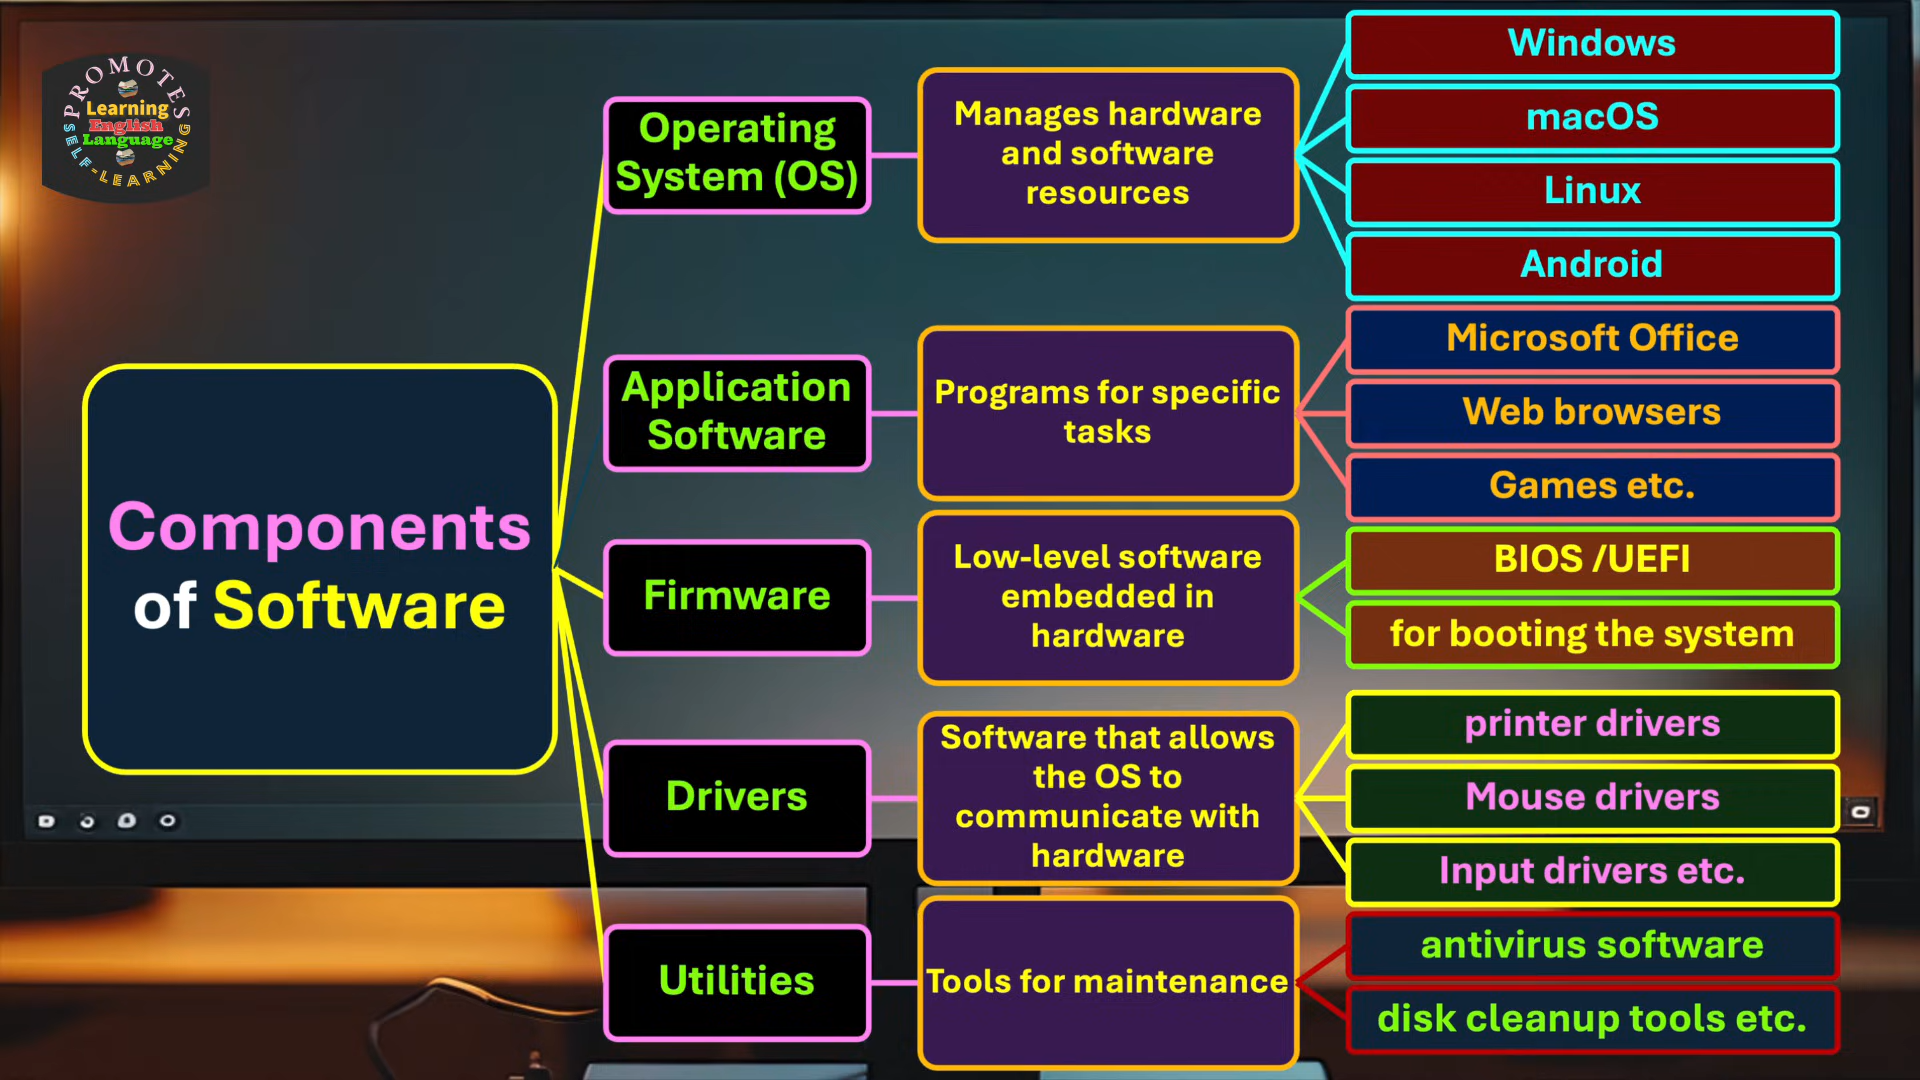 PROMOTES
Learning
English
Language
SELF-LEARNING
Components
of Software
Operating
System (OS)
Manages hardware
and software
resources
Windows
macOS
Linux
Android
Application
Software
Programs for specific
tasks
Microsoft Office
Web browsers
Games etc.
Firmware
Low-level software
embedded in
hardware
BIOS /UEFI
for booting the system
Drivers
Software that allows
the OS to
communicate with
hardware
printer drivers
Mouse drivers
Input drivers etc.
Utilities
Tools for maintenance
antivirus software
disk cleanup tools etc.